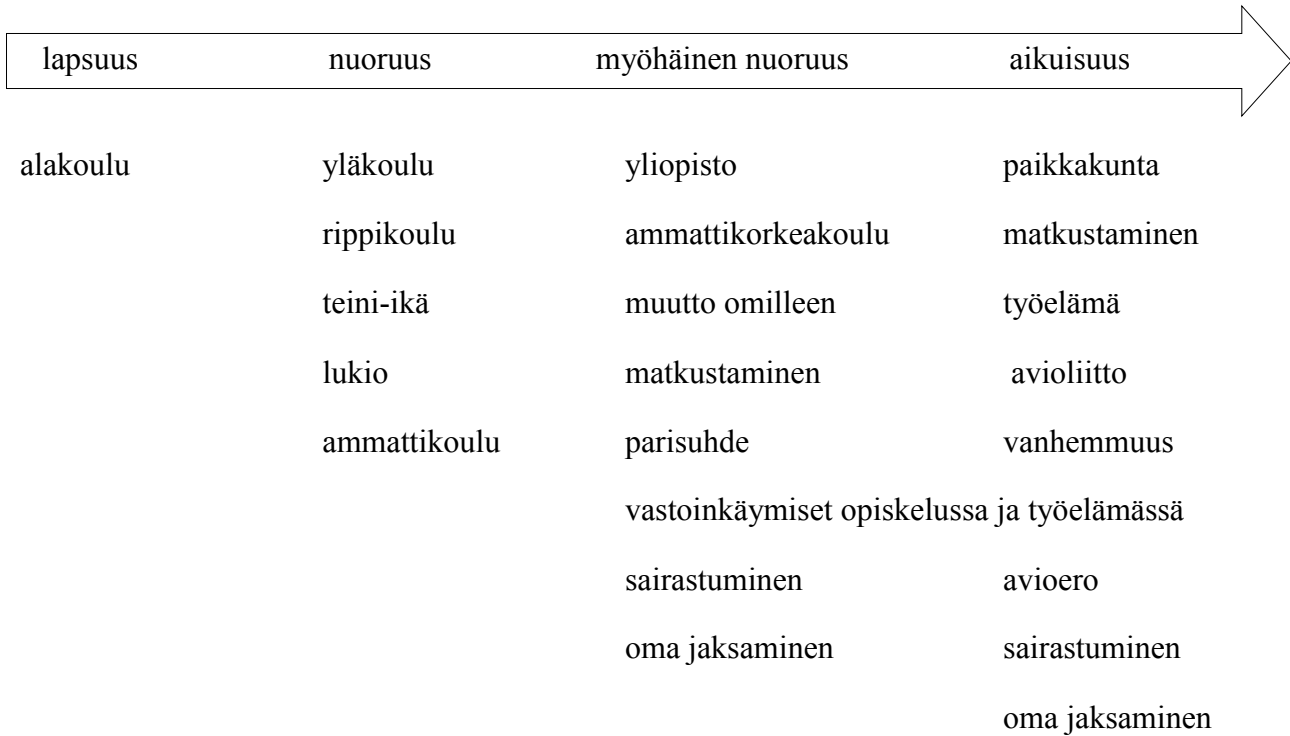 lapsuus nuoruus myöhäinen nuoruus aikuisuus
alakoulu yläkoulu yliopisto paikkakunta
rippikoulu ammattikorkeakoulu matkustaminen
teini-ikä muutto omilleen työelämä
lukio matkustaminen avioliitto
ammattikoulu parisuhde vanhemmuus
vastoinkäymiset opiskelussa ja työelämässä
sairastuminen avioero
oma jaksaminen sairastuminen
oma jaksaminen